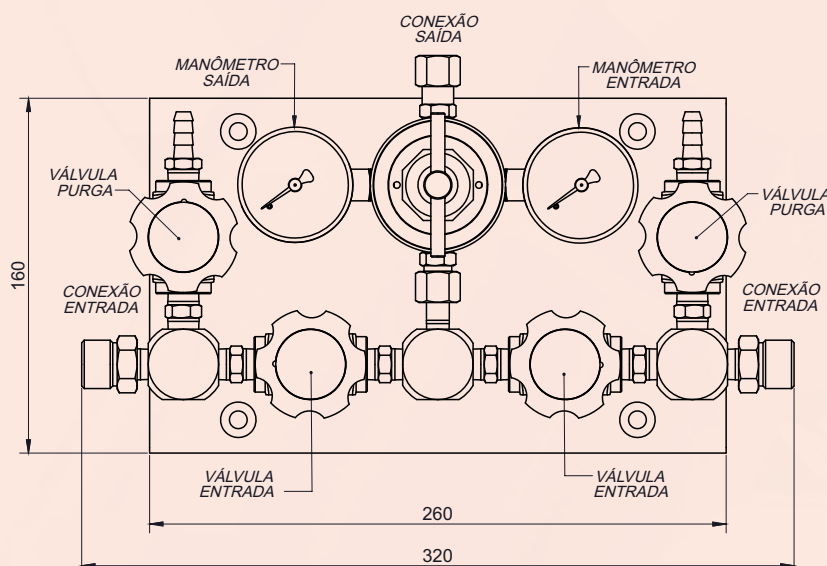 CONEXÃO
SAÍDA
MANÔMETRO
SAÍDA
MANÔMETRO
ENTRADA
VÁLVULA
PURGA
VÁLVULA
PURGA
160
CONEXÃO
ENTRADA
CONEXÃO
ENTRADA
VÁLVULA
ENTRADA
VÁLVULA
ENTRADA
260
320